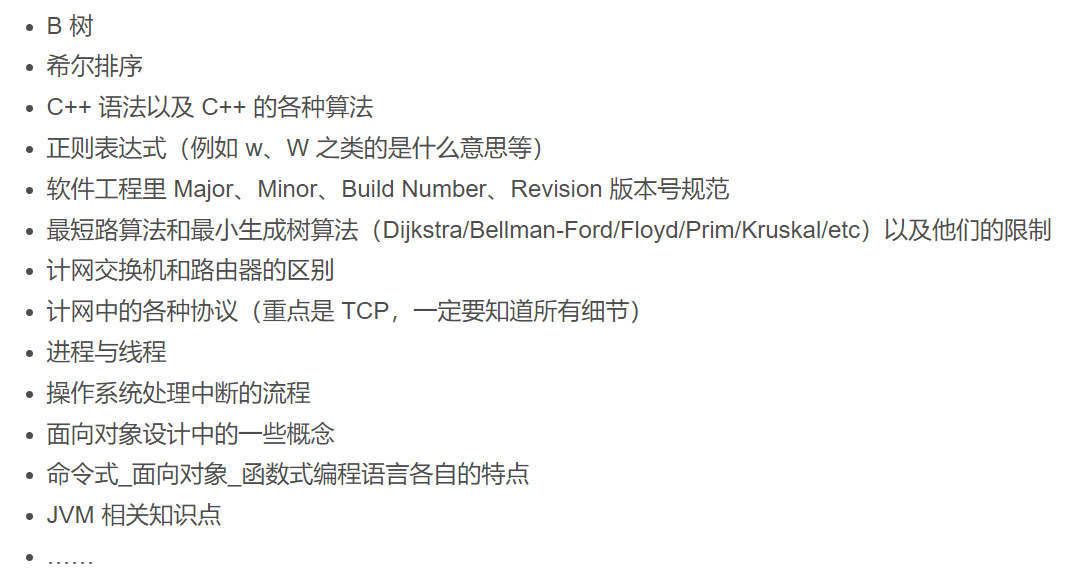 • B 树
• 希尔排序
• C++ 语法以及 C++ 的各种算法
• 正则表达式（例如 w、W 之类的是什么意思等）
• 软件工程里 Major、Minor、Build Number、Revision 版本号规范
• 最短路算法和最小生成树算法（Dijkstra/Bellman-Ford/Floyd/Prim/Kruskal/etc）以及他们的限制
• 计网交换机和路由器的区别
• 计网中的各种协议（重点是 TCP，一定要知道所有细节）
• 进程与线程
• 操作系统处理中断的流程
• 面向对象设计中的一些概念
• 命令式_面向对象_函数式编程语言各自的特点
• JVM 相关知识点
• ……